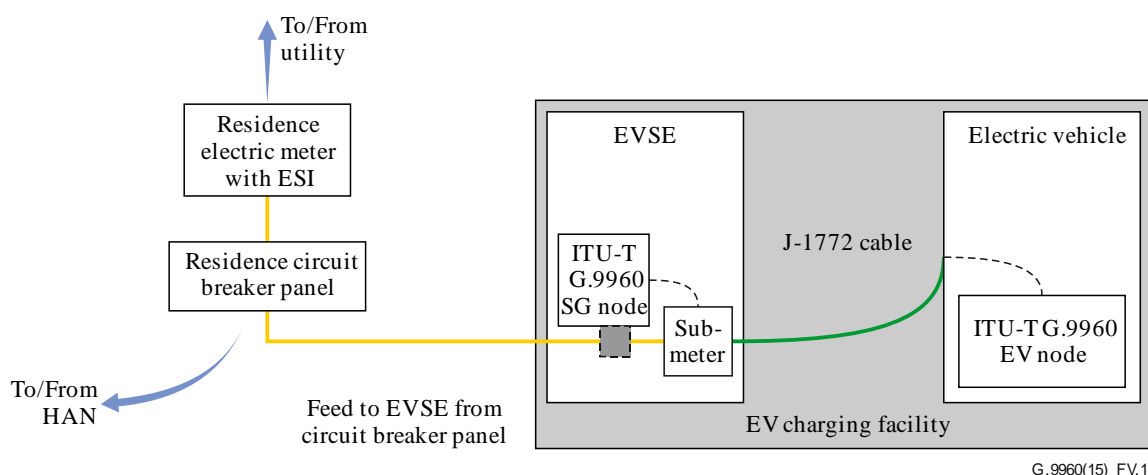 To/From
utility
Residence
electric meter
with ESI
Residence circuit
breaker panel
To/From
HAN
Feed to EVSE from
circuit breaker panel
EVSE
ITU-T
G.9960
SG node
Sub-
meter
J-1772 cable
Electric vehicle
ITU-T G.9960
EV node
EV charging facility
G.9960(15)_FV.1